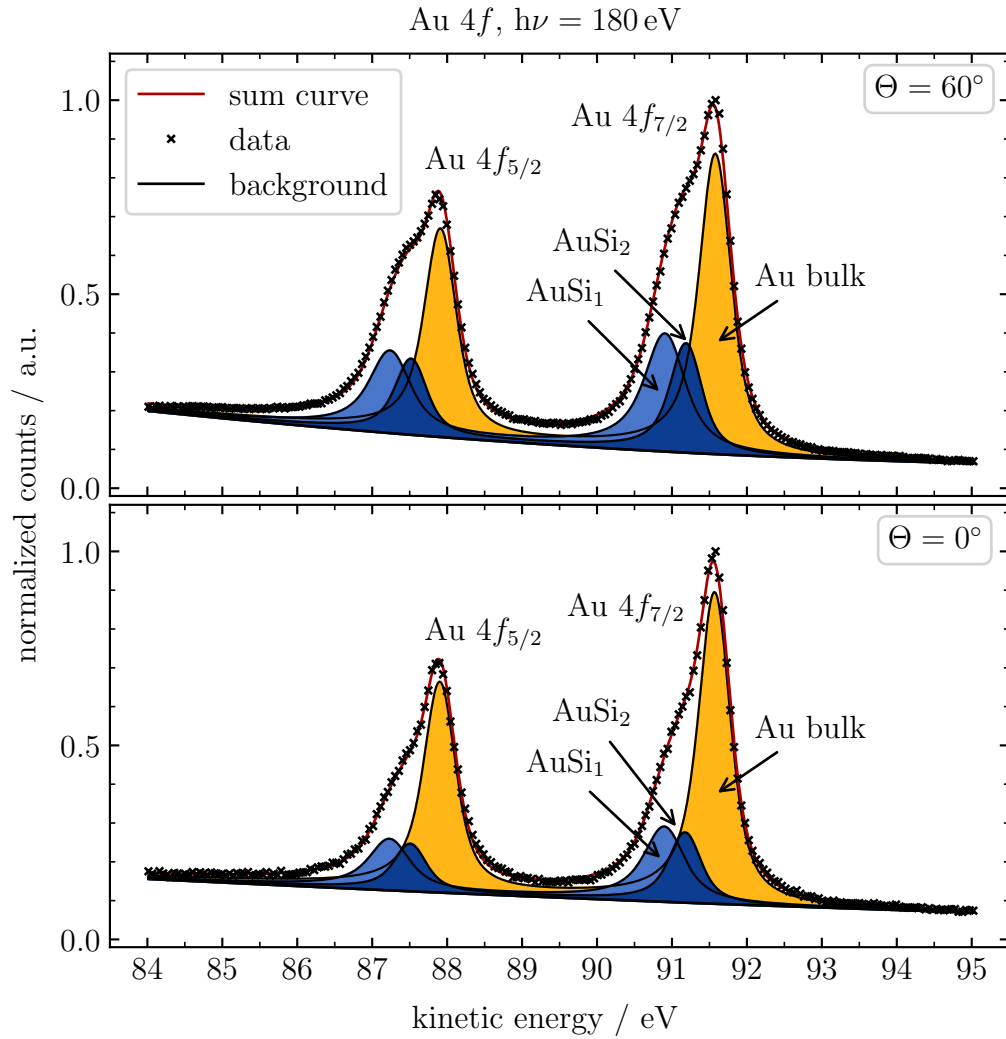 Au 4f, hν = 180 eV
sum curve
data
background
Θ = 60°
Au 4f5/2
Au 4f7/2
AuSi2
AuSi1
Au bulk
1.0
0.5
0.0
normalized counts / a.u.
Θ = 0°
Au 4f5/2
Au 4f7/2
AuSi2
AuSi1
Au bulk
1.0
0.5
0.0
84 85 86 87 88 89 90 91 92 93 94 95
kinetic energy / eV